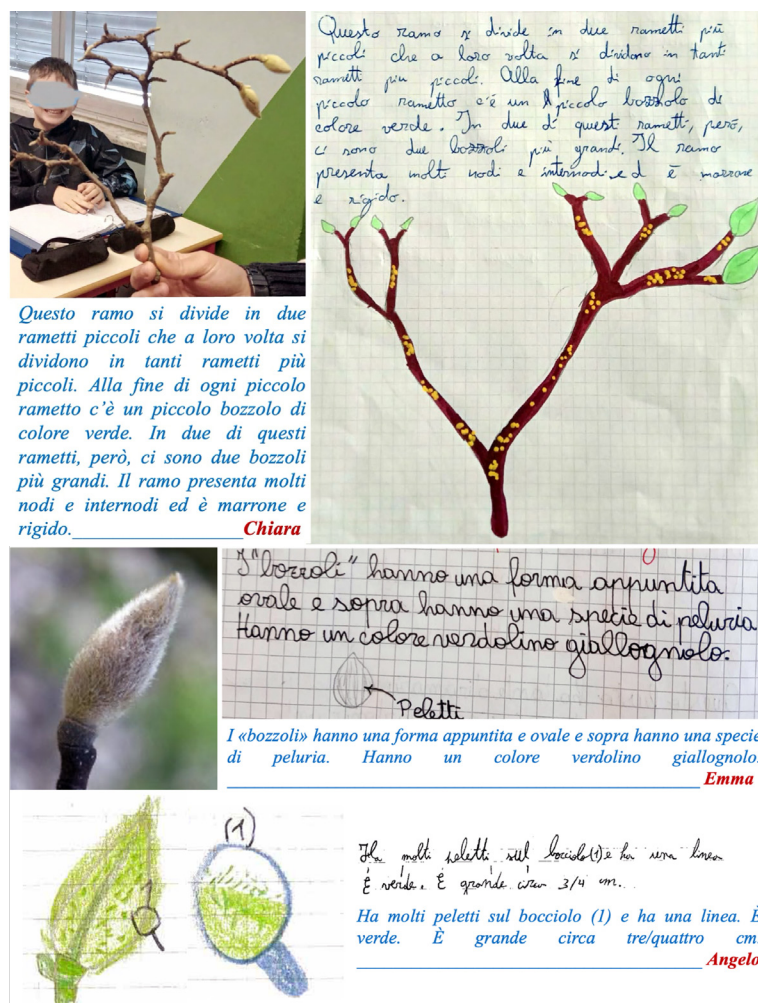 Questo ramo si divide in due rametti più
piccoli che a loro volta si dividono in tanti
rametti piu piccoli. Alla fine di ogni
piccolo rametto c'è un piccolo bozzolo di
colore verde. In due di questi rametti, però,
ci sono due bozzoli più grandi. Il ramo
presenta molti nodi e internodi ed è marrone
e rigido.
Questo ramo si divide in due
rametti piccoli che a loro volta si
dividono in tanti rametti più
piccoli. Alla fine di ogni piccolo
rametto c’è un piccolo bozzolo di
colore verde. In due di questi
rametti, però, ci sono due bozzoli
più grandi. Il ramo presenta molti
nodi e internodi ed è marrone e
rigido.___________________Chiara
I "bozzoli" hanno una forma appuntita
ovale e sopra hanno una specie di peluria
Hanno un colore verdolino giallognolo.
Peletti
I «bozzoli» hanno una forma appuntita e ovale e sopra hanno una specie
di peluria. Hanno un colore verdolino giallognolo.
Emma
1
(1)
Ha molti peletti sul bocciolo (1) e ha una linea
È verde. È grande circa 3/4 cm.
Ha molti peletti sul bocciolo (1) e ha una linea. È
verde. È grande circa tre/quattro cm.
Angelo